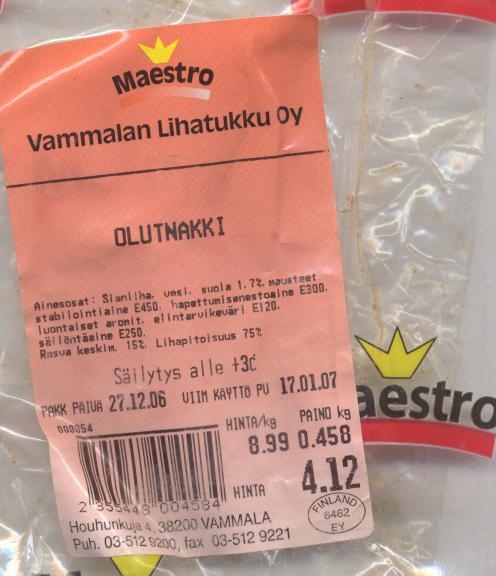 Maestro
Vammalan Lihatukku Oy
OLUTNAKKI
Ainesosat: Sianliha, vesi, suola 1.7%, mausteet
stabilointiaine E450, hapettumisenestoaine E300,
luontaiset aromit, elintarvikeväri E120,
säilöntäaine E250.
Rasva keskim. 15%. Lihapitoisuus 75%
Säilytys alle +3C
PAKK PÄIVÄ 27.12.06 VIIM KÄYTTÖ PV 17.01.07
000054
HINTA/kg PAINO kg
8.99 0.458
HINTA 4.12
2 355448 004584
FINLAND
6462
EY
Houhunkuja 4, 38200 VAMMALA
Puh. 03-512 9200, fax 03-512 9221
aestro